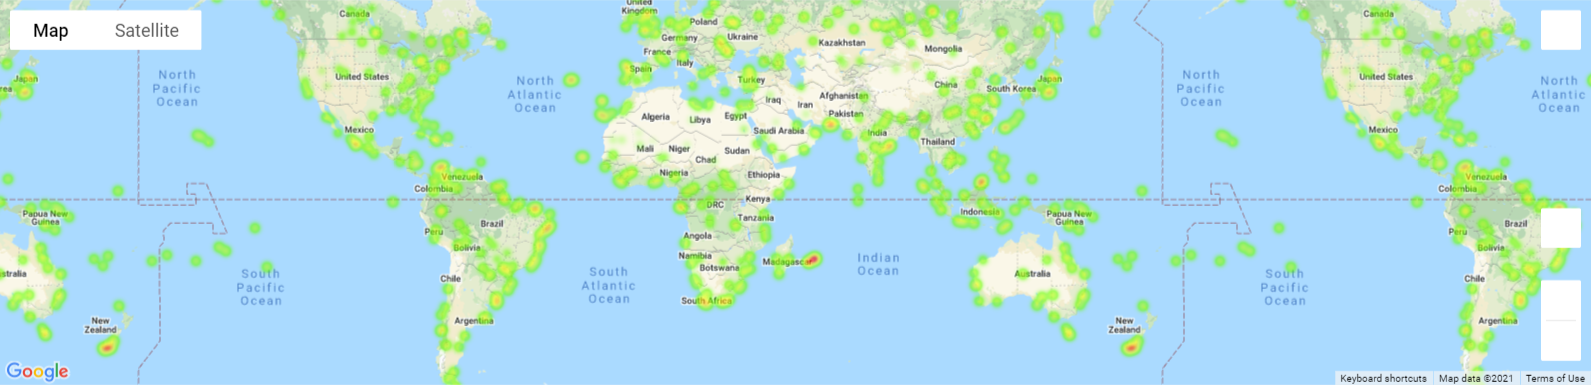 Map Satellite
Canada
United Kingdom
Poland
Germany
Ukraine
France
Italy
Spain
Turkey
Kazakhstan
Mongolia
Canada
Japan
North Pacific Ocean
United States
North Atlantic Ocean
Algeria
Libya
Egypt
Iraq
Iran
Afghanistan
Pakistan
China
South Korea
Japan
North Pacific Ocean
United States
North Atlantic Ocean
Mexico
Mali
Niger
Chad
Sudan
Saudi Arabia
India
Thailand
Mexico
Venezuela
Colombia
Nigeria
Ethiopia
Venezuela
Colombia
Papua New Guinea
Brazil
Peru
Bolivia
DRC
Kenya
Tanzania
Angola
Indonesia
Papua New Guinea
Brazil
Peru
Bolivia
stralia
South Pacific Ocean
Chile
South Atlantic Ocean
Namibia
Botswana
Madagasc
Indian Ocean
Australia
South Pacific Ocean
Chile
New Zealand
Argentina
South Africa
New Zealand
Argentina
Google
Keyboard shortcuts Map data ©2021 Terms of Use